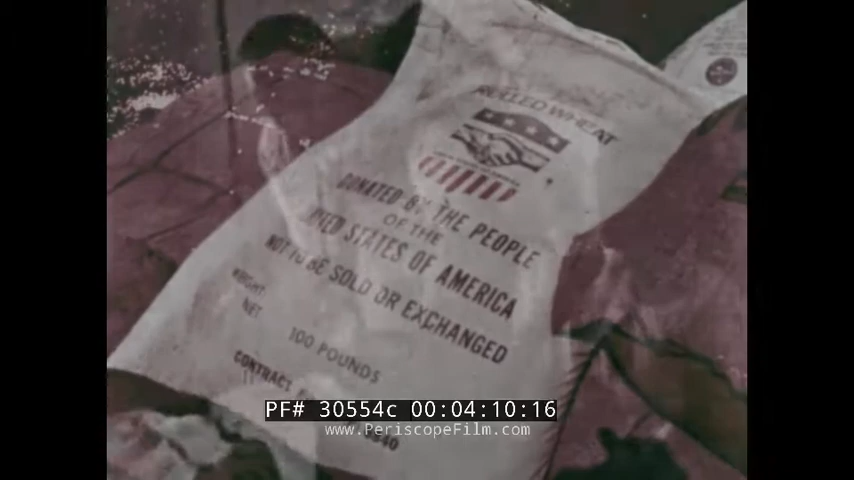 ROLLED WHEAT
DONATED BY THE PEOPLE
OF THE
UNITED STATES OF AMERICA
NOT TO BE SOLD OR EXCHANGED
WEIGHT
NET
100 POUNDS
CONTRACT
PF# 30554c 00:04:10:16
www.PeriscopeFilm.com